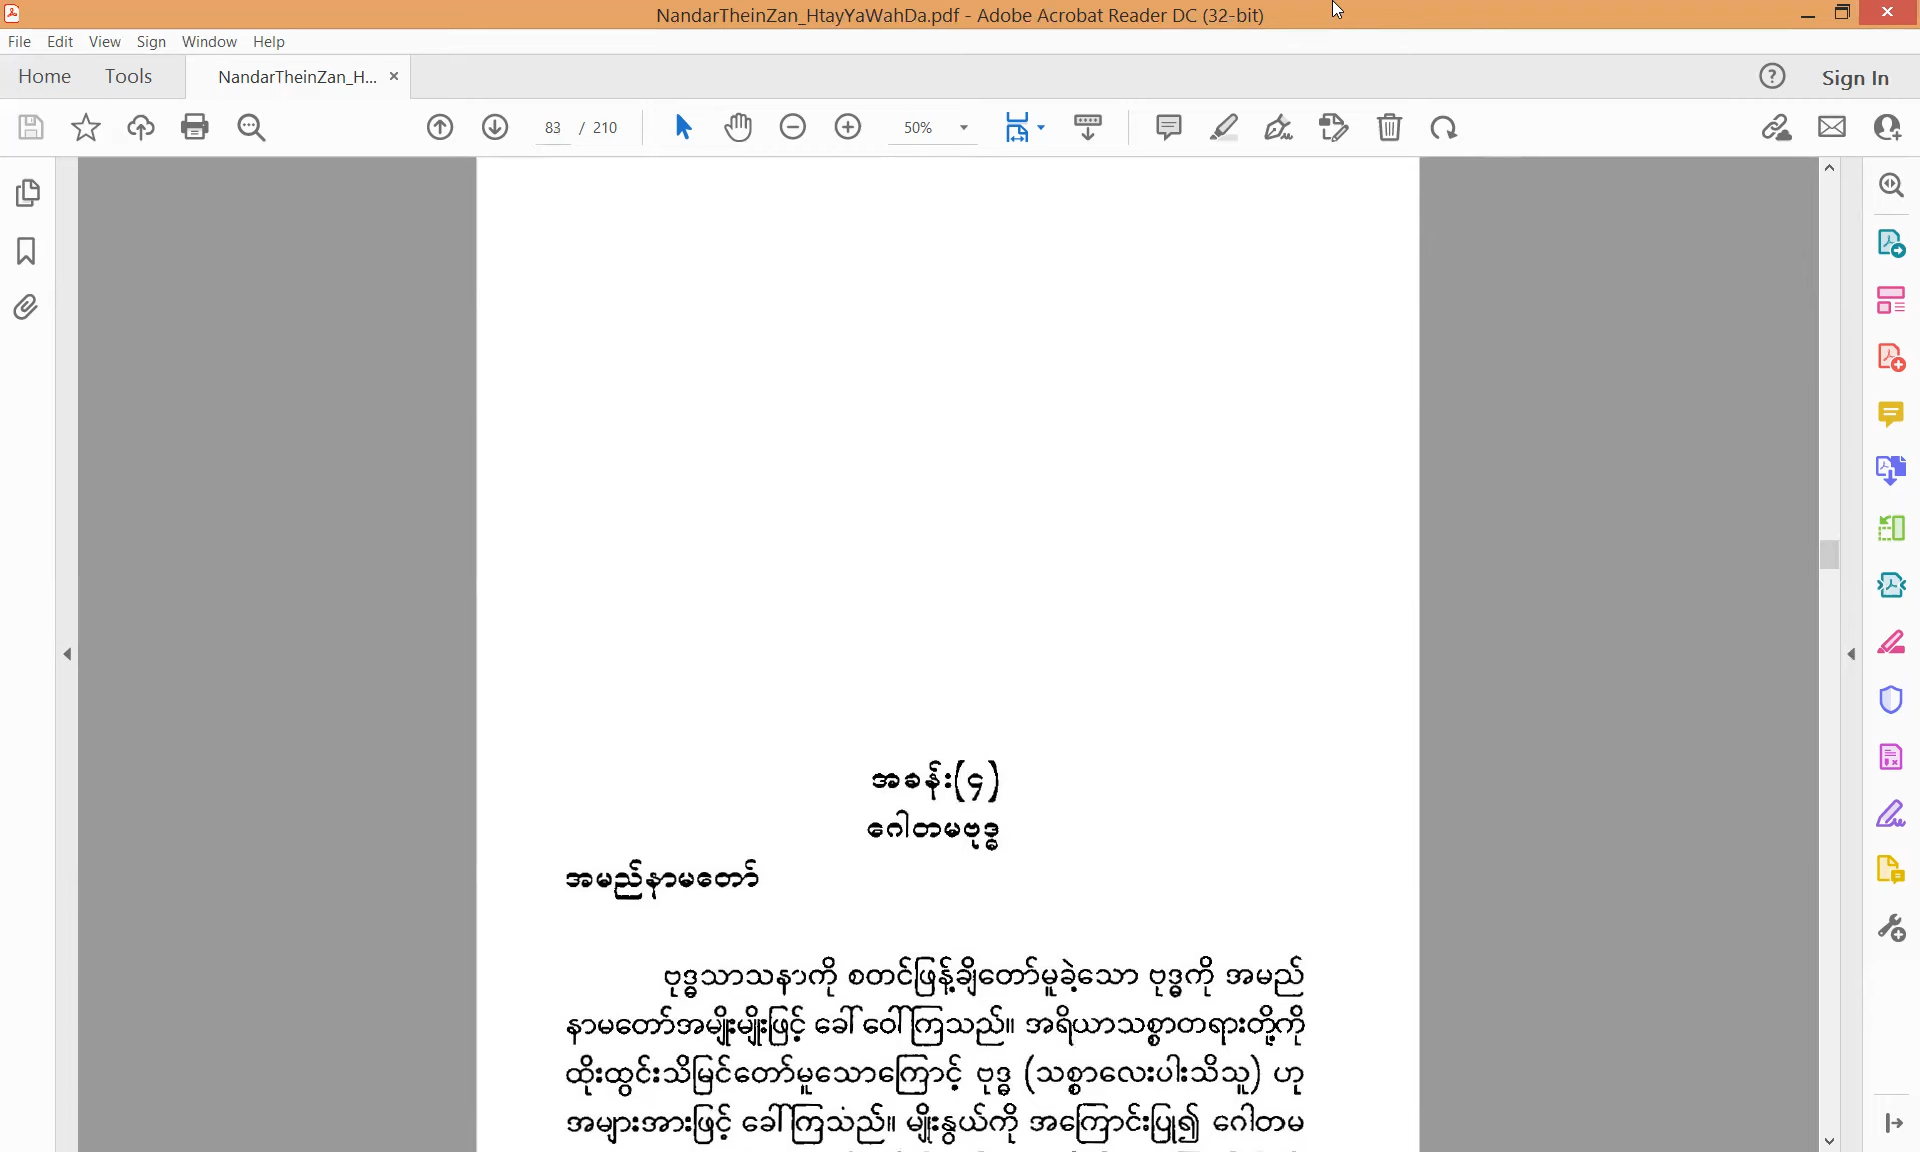 NandarTheinZan_HtayYaWahDa.pdf - Adobe Acrobat Reader DC (32-bit)
File Edit View Sign Window Help
Home Tools NandarTheinZan_H... × Sign In
83 / 210 50%
အခန်း(၄)
ဂေါတမဗုဒ္ဓ
အမည်နာမတော်
ဗုဒ္ဓသာသနာကို စတင်ဖြန့်ချိတော်မူခဲ့သော ဗုဒ္ဓကို အမည်
နာမတော်အမျိုးမျိုးဖြင့် ခေါ်ဝေါ်ကြသည်။ အရိယာသစ္စာတရားတို့ကို
ထိုးထွင်းသိမြင်တော်မူသောကြောင့် ဗုဒ္ဓ (သစ္စာလေးပါးသိသူ) ဟု
အများအားဖြင့် ခေါ်ကြသည်။ မျိုးနွယ်ကို အကြောင်းပြု၍ ဂေါတမ